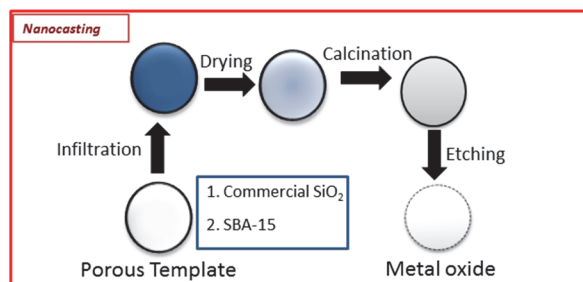 Nanocasting
Drying
Calcination
Infiltration
Etching
1. Commercial SiO₂
2. SBA-15
Porous Template
Metal oxide